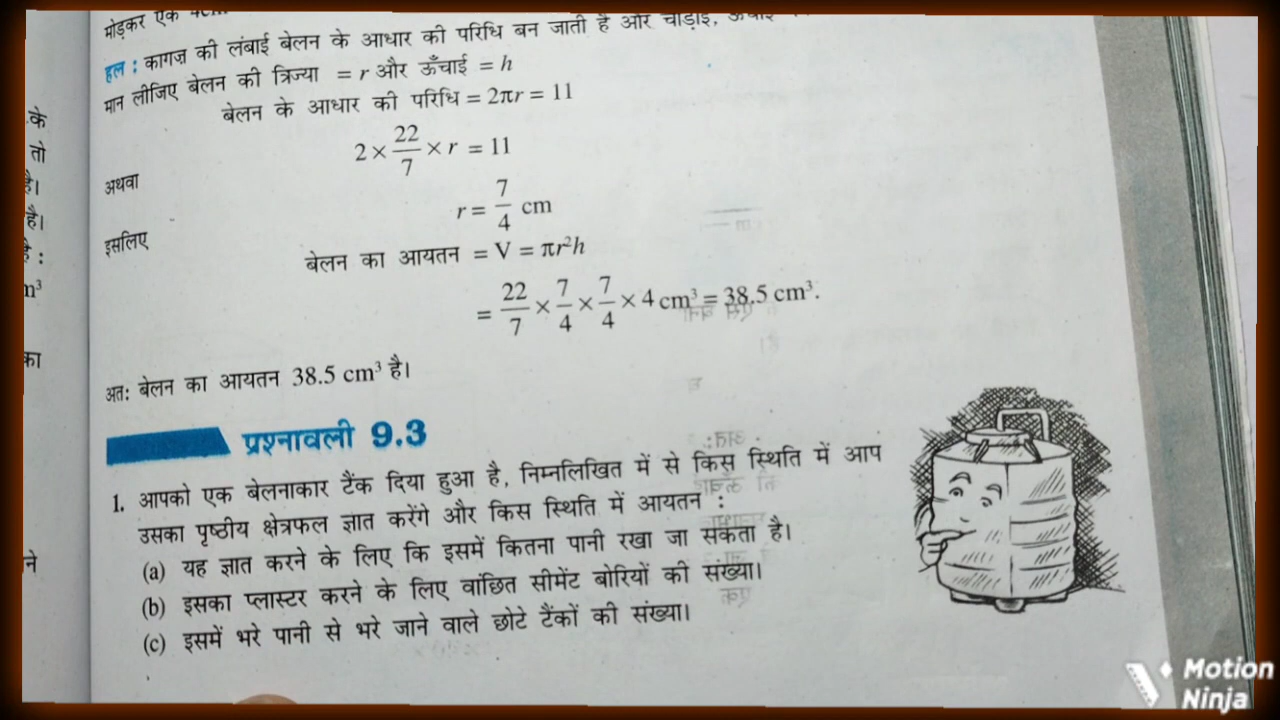 मोड़कर एक
हल : कागज़ की लंबाई बेलन के आधार की परिधि बन जाती है और चौड़ाई,
मान लीजिए बेलन की त्रिज्या = r और ऊँचाई = h
बेलन के आधार की परिधि = 2πr = 11
2 × 22/7 × r = 11
अथवा
r = 7/4 cm
इसलिए
बेलन का आयतन = V = πr²h
= 22/7 × 7/4 × 7/4 × 4 cm³ = 38.5 cm³.
अतः बेलन का आयतन 38.5 cm³ है।
प्रश्नावली 9.3
1. आपको एक बेलनाकार टैंक दिया हुआ है, निम्नलिखित में से किस स्थिति में आप
उसका पृष्ठीय क्षेत्रफल ज्ञात करेंगे और किस स्थिति में आयतन :
(a) यह ज्ञात करने के लिए कि इसमें कितना पानी रखा जा सकता है।
(b) इसका प्लास्टर करने के लिए वांछित सीमेंट बोरियों की संख्या।
(c) इसमें भरे पानी से भरे जाने वाले छोटे टैंकों की संख्या।
के
तो
है।
है।
:
m³
का
ने
Motion
Ninja